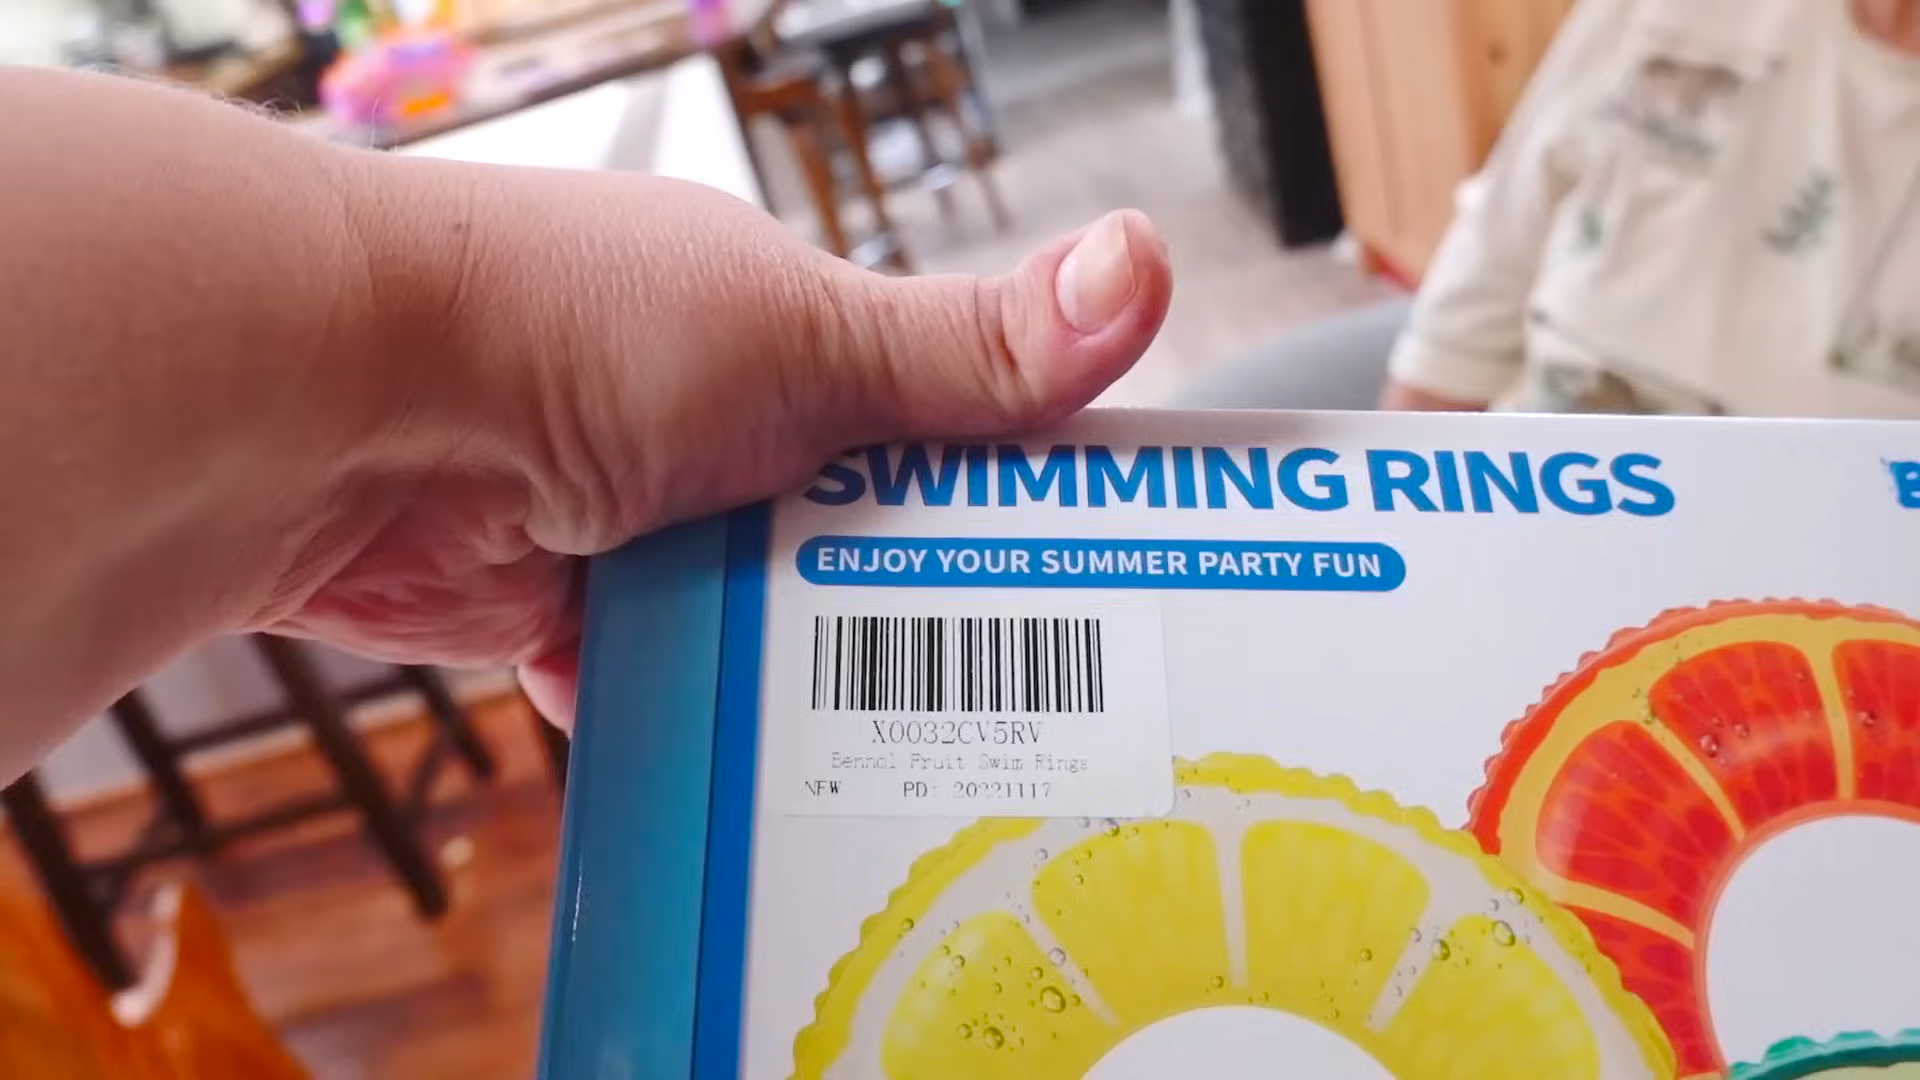 SWIMMING RINGS
ENJOY YOUR SUMMER PARTY FUN
X0032CV5RV
Bennol Fruit Swim Rings
NEW PD: 20221117